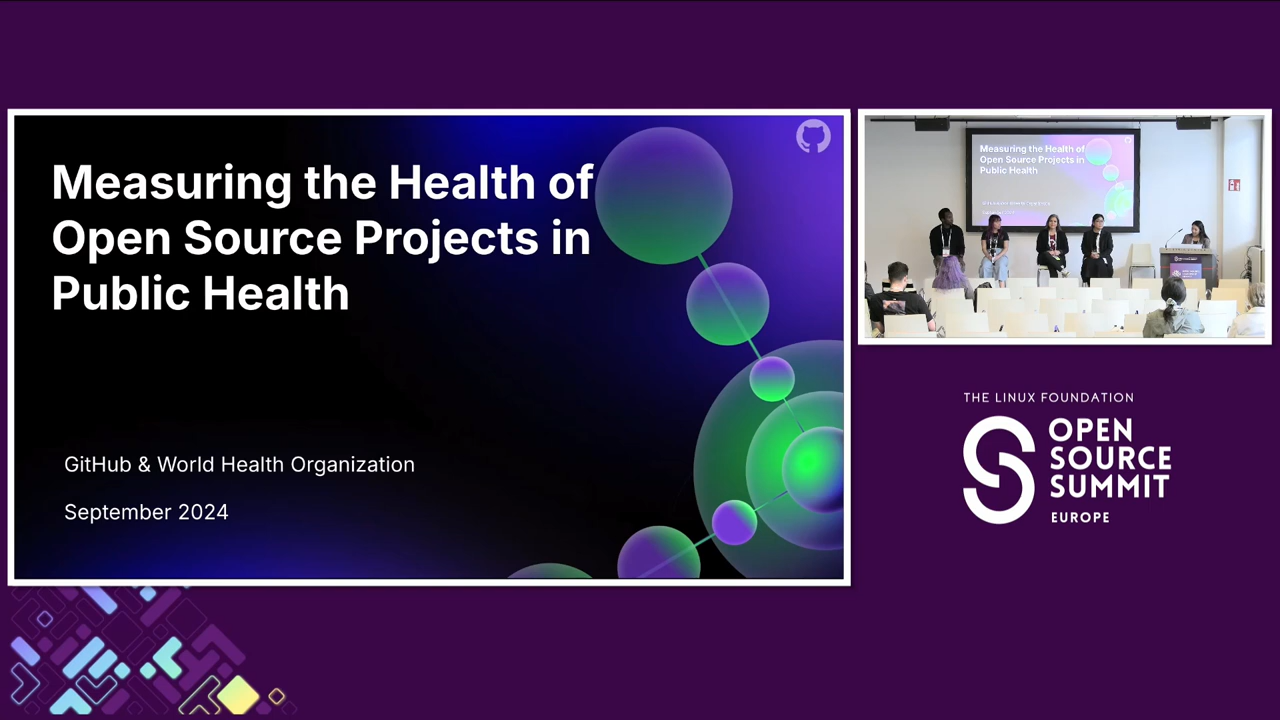 Measuring the Health of
Open Source Projects in
Public Health
GitHub & World Health Organization
September 2024
Measuring the Health of
Open Source Projects in
Public Health
THE LINUX FOUNDATION
OPEN
SOURCE
SUMMIT
EUROPE